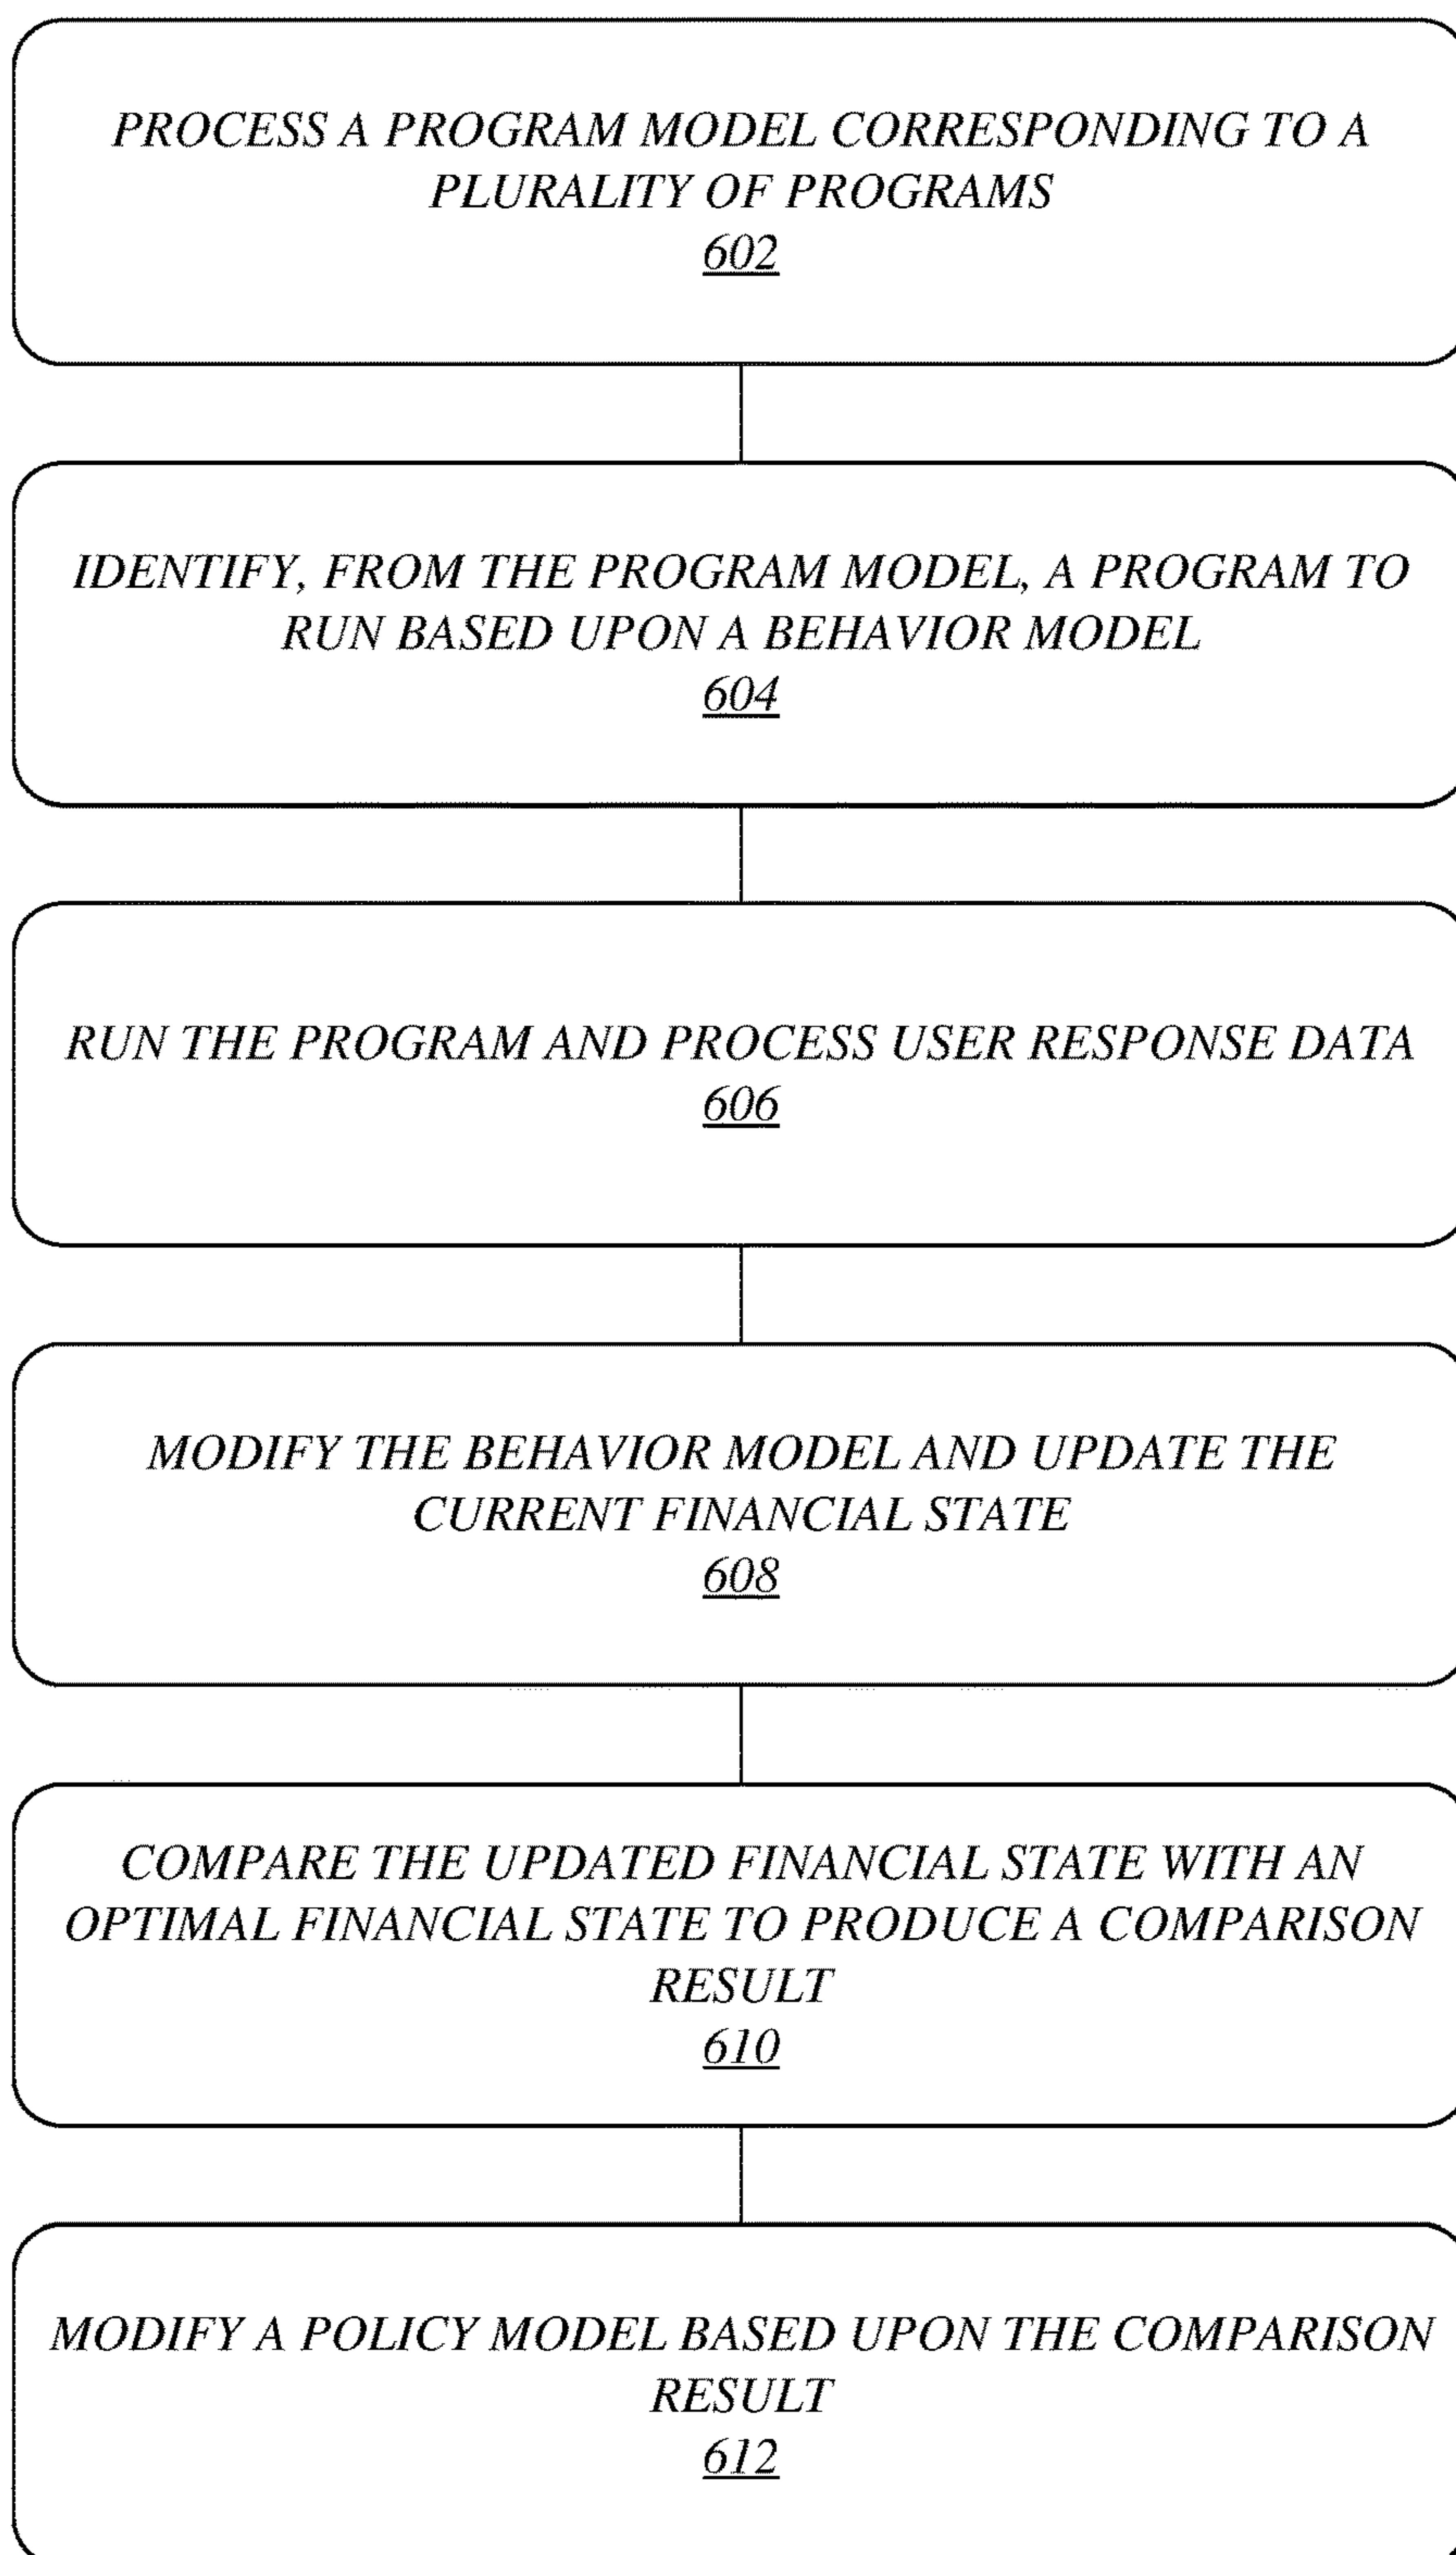 PROCESS A PROGRAM MODEL CORRESPONDING TO A
PLURALITY OF PROGRAMS
602
IDENTIFY, FROM THE PROGRAM MODEL, A PROGRAM TO
RUN BASED UPON A BEHAVIOR MODEL
604
RUN THE PROGRAM AND PROCESS USER RESPONSE DATA
606
MODIFY THE BEHAVIOR MODEL AND UPDATE THE
CURRENT FINANCIAL STATE
608
COMPARE THE UPDATED FINANCIAL STATE WITH AN
OPTIMAL FINANCIAL STATE TO PRODUCE A COMPARISON
RESULT
610
MODIFY A POLICY MODEL BASED UPON THE COMPARISON
RESULT
612